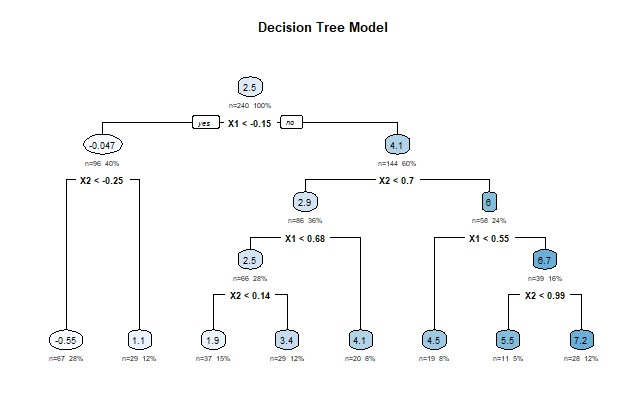 Decision Tree Model
2.5
n=240 100%
yes X1 < -0.15 no
-0.047 4.1
n=96 40% n=144 60%
X2 < -0.25 X2 < 0.7
2.9 6
n=86 36% n=58 24%
X1 < 0.68 X1 < 0.55
2.5 6.7
n=66 28% n=39 16%
X2 < 0.14 X2 < 0.99
-0.55 1.1 1.9 3.4 4.1 4.5 5.5 7.2
n=67 28% n=29 12% n=37 15% n=29 12% n=20 8% n=19 8% n=11 5% n=28 12%